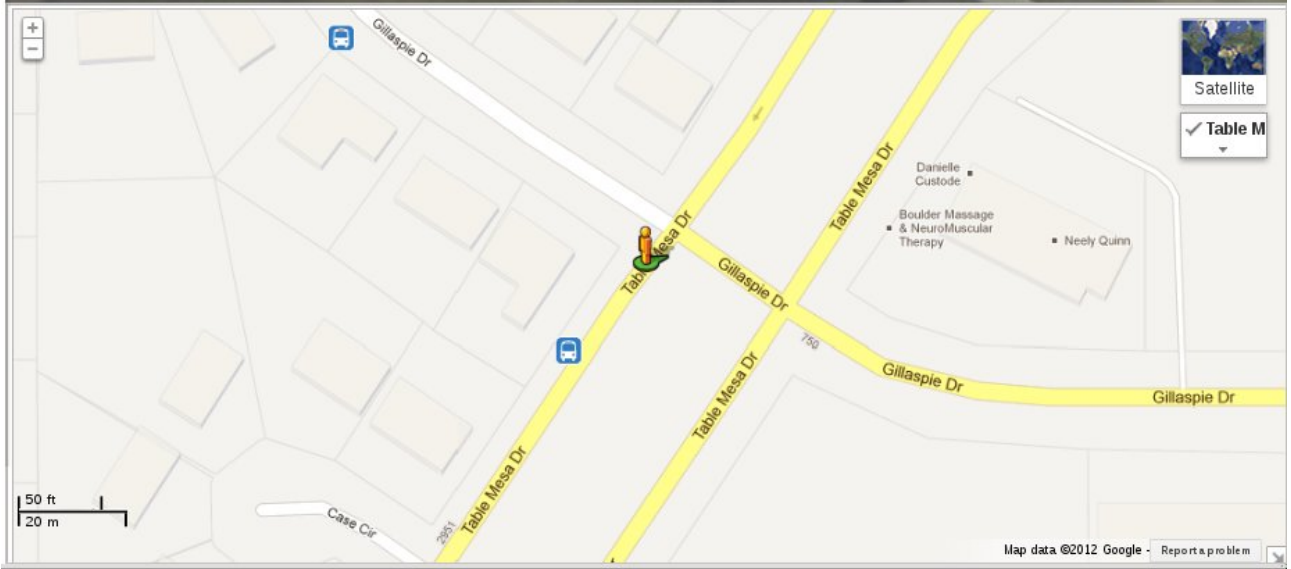 +
−
Gillaspie Dr
Satellite
Table M
Danielle
Custode
Table Mesa Dr
Boulder Massage
& NeuroMuscular
Therapy
Neely Quinn
Table Mesa Dr
Gillaspie Dr
750
Gillaspie Dr
Gillaspie Dr
Table Mesa Dr
Table Mesa Dr
2951
Case Cir
50 ft
20 m
Map data ©2012 Google -
Report a problem